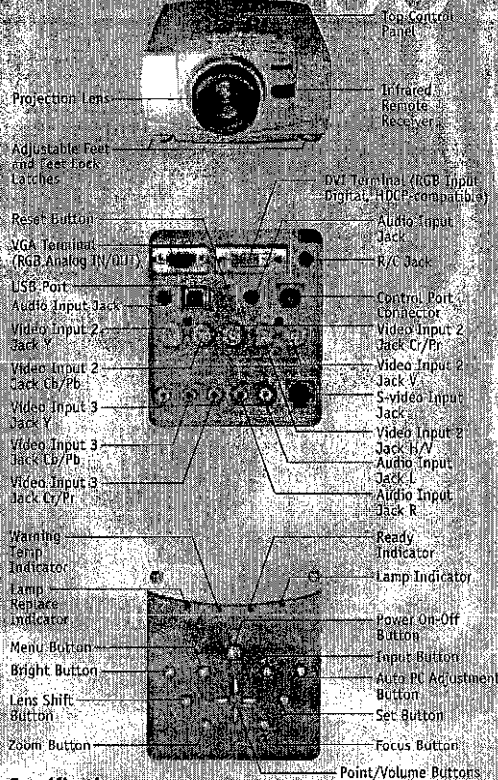 Top Control
Panel
Projection Lens
Infrared
Remote
Receiver
Adjustable Feet
and Feet Lock
Latches
DVI Terminal (RGB Input
Digital, HDCP-compatible)
Reset Button
Audio Input
Jack
VGA Terminal
(RGB Analog IN/OUT)
R/C Jack
USB Port
Audio Input Jack
Control Port
Connector
Video Input 2
Jack Y
Video Input 2
Jack Cr/Pr
Video Input 2
Jack Cb/Pb
Video Input 2
Jack V
Video Input 3
Jack Y
S-video Input
Jack
Video Input 3
Jack Cb/Pb
Video Input 2
Jack H/V
Video Input 3
Jack Cr/Pr
Audio Input
Jack L
Audio Input
Jack R
Warning
Temp
Indicator
Ready
Indicator
Lamp
Replace
Indicator
Lamp Indicator
Power On-Off
Button
Menu Button
Input Button
Bright Button
Auto PC Adjustment
Button
Lens Shift
Button
Set Button
Zoom Button
Focus Button
Point/Volume Buttons